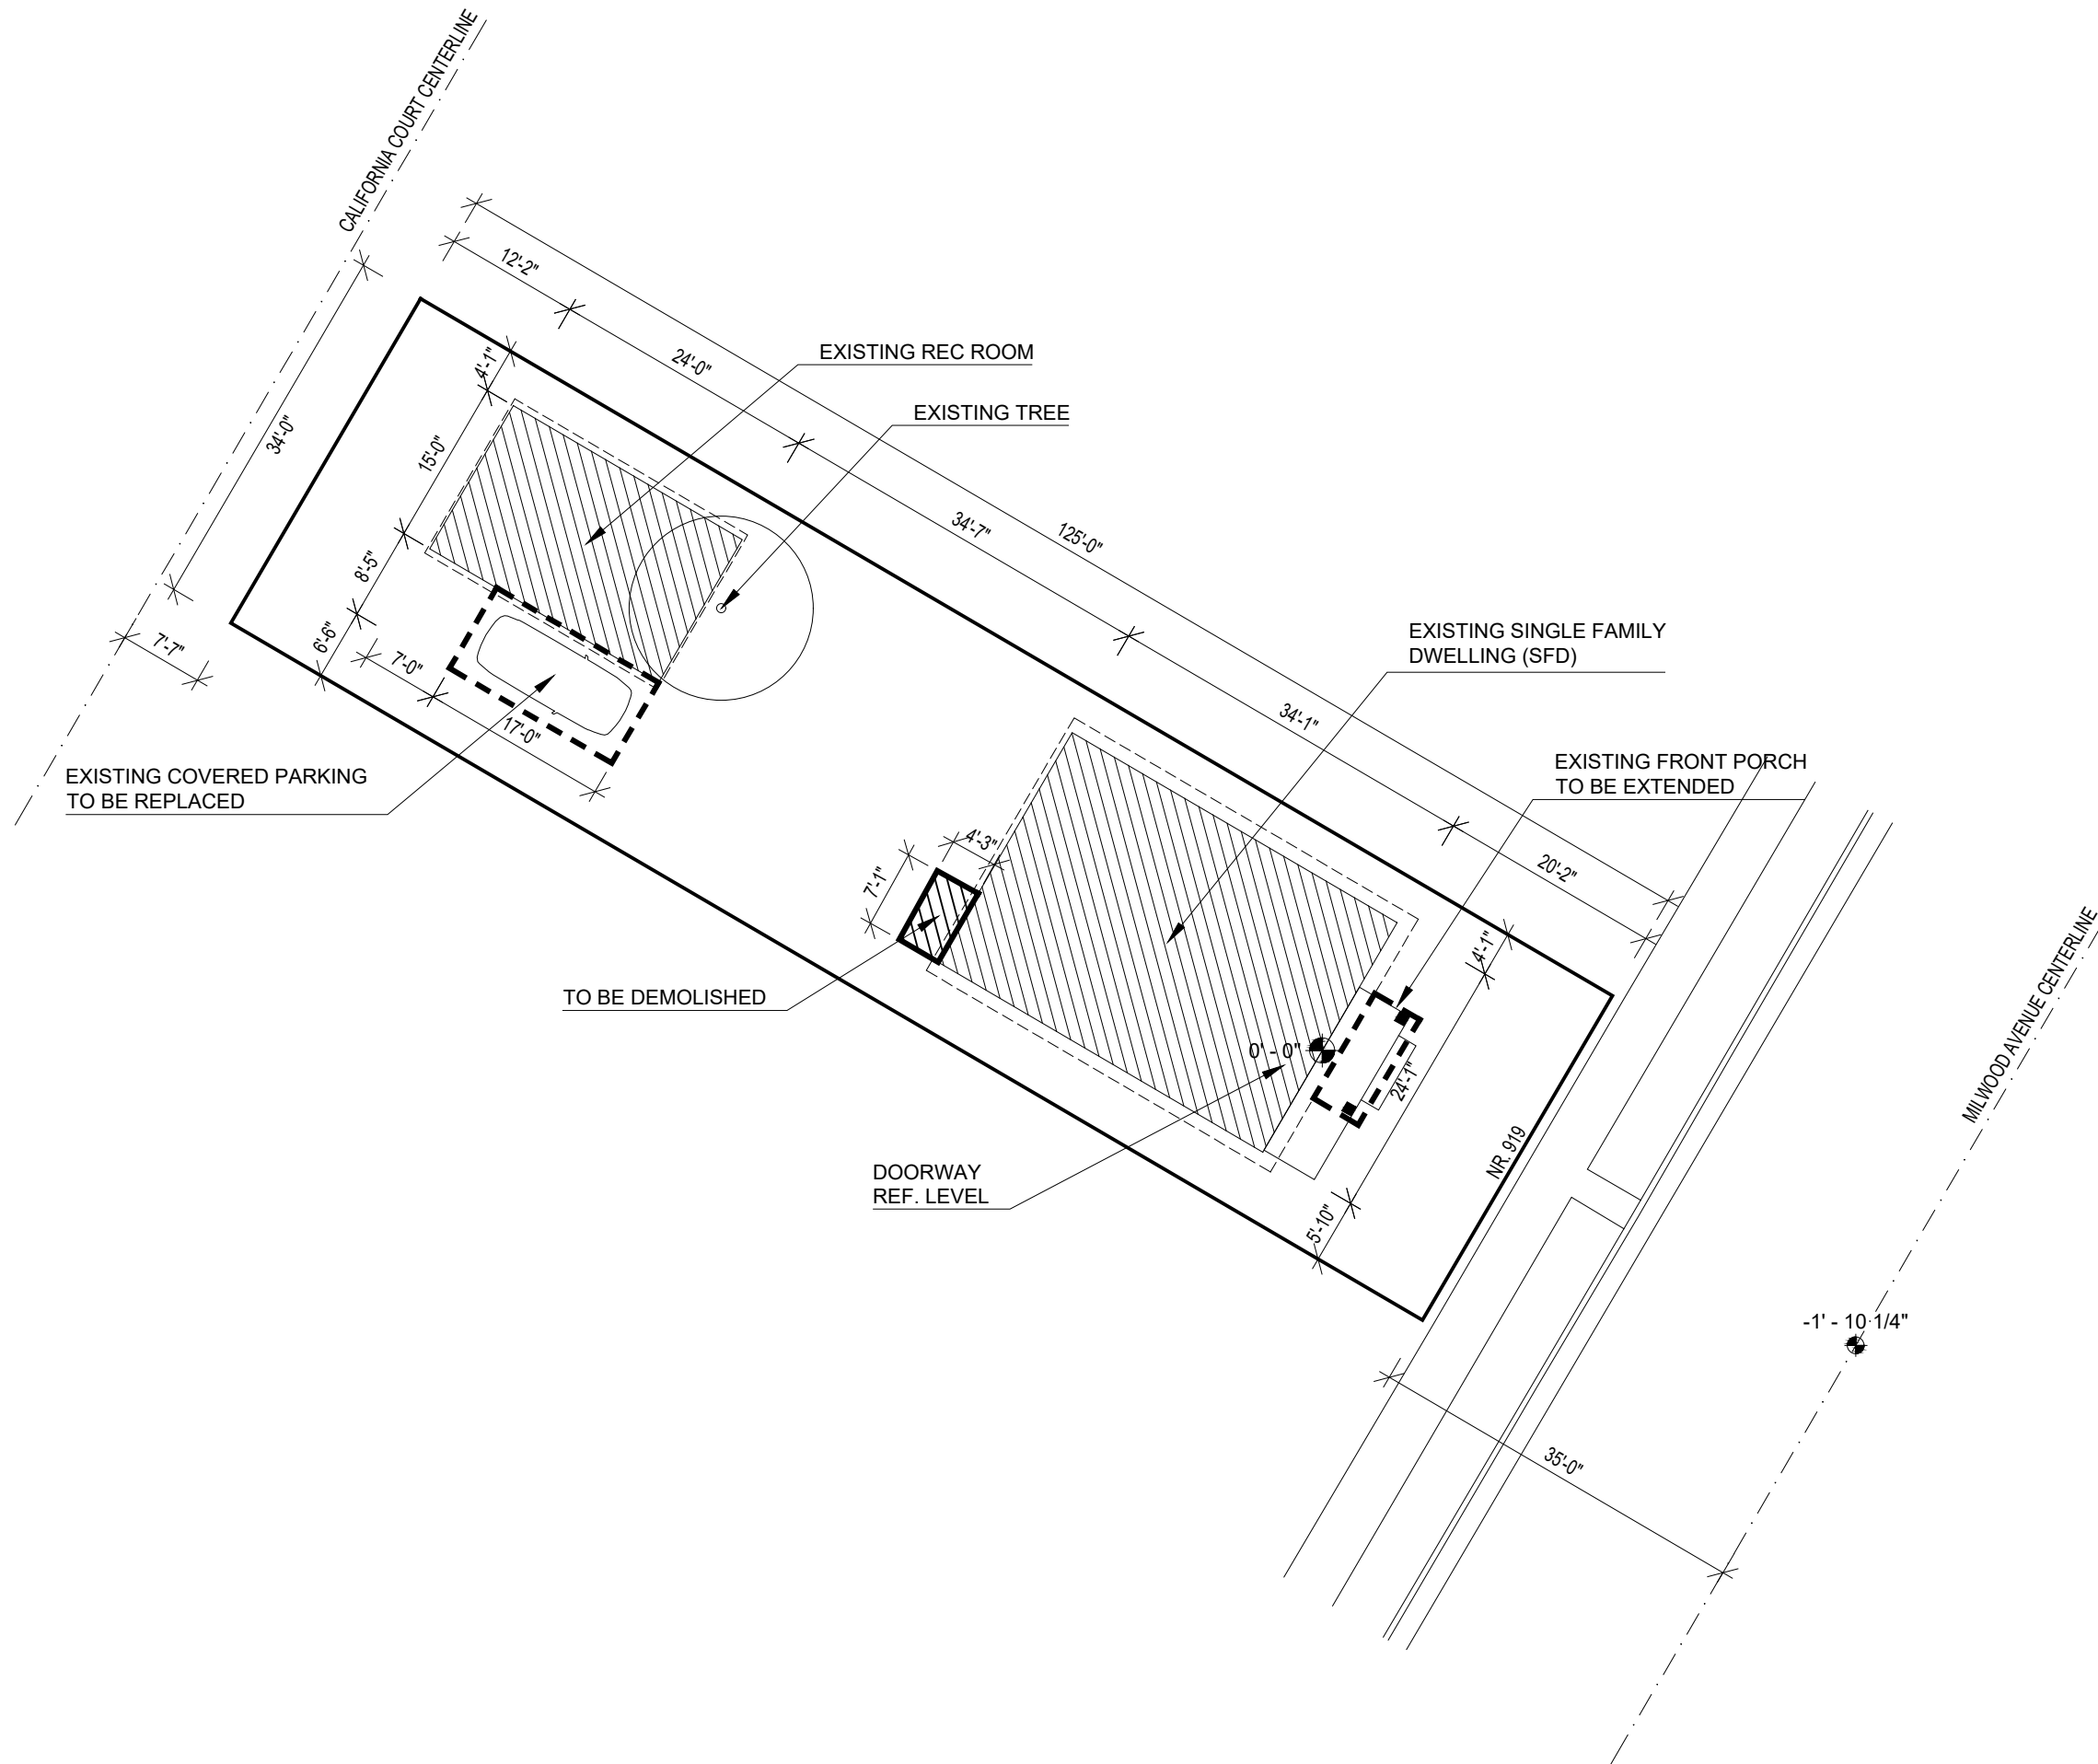 CALIFORNIA COURT CENTERLINE
12'-2"
24'-0"
34'-7"
125'-0"
34'-1"
20'-2"
34'-0"
7'-7"
4'-1"
15'-0"
8'-5"
6'-6"
7'-0"
17'-0"
EXISTING REC ROOM
EXISTING TREE
EXISTING SINGLE FAMILY
DWELLING (SFD)
EXISTING FRONT PORCH
TO BE EXTENDED
EXISTING COVERED PARKING
TO BE REPLACED
4'-3"
7'-1"
TO BE DEMOLISHED
4'-1"
0' - 0"
24'-1"
5'-10"
DOORWAY
REF. LEVEL
NR. 919
MILWOOD AVENUE CENTERLINE
-1' - 10 1/4"
35'-0"